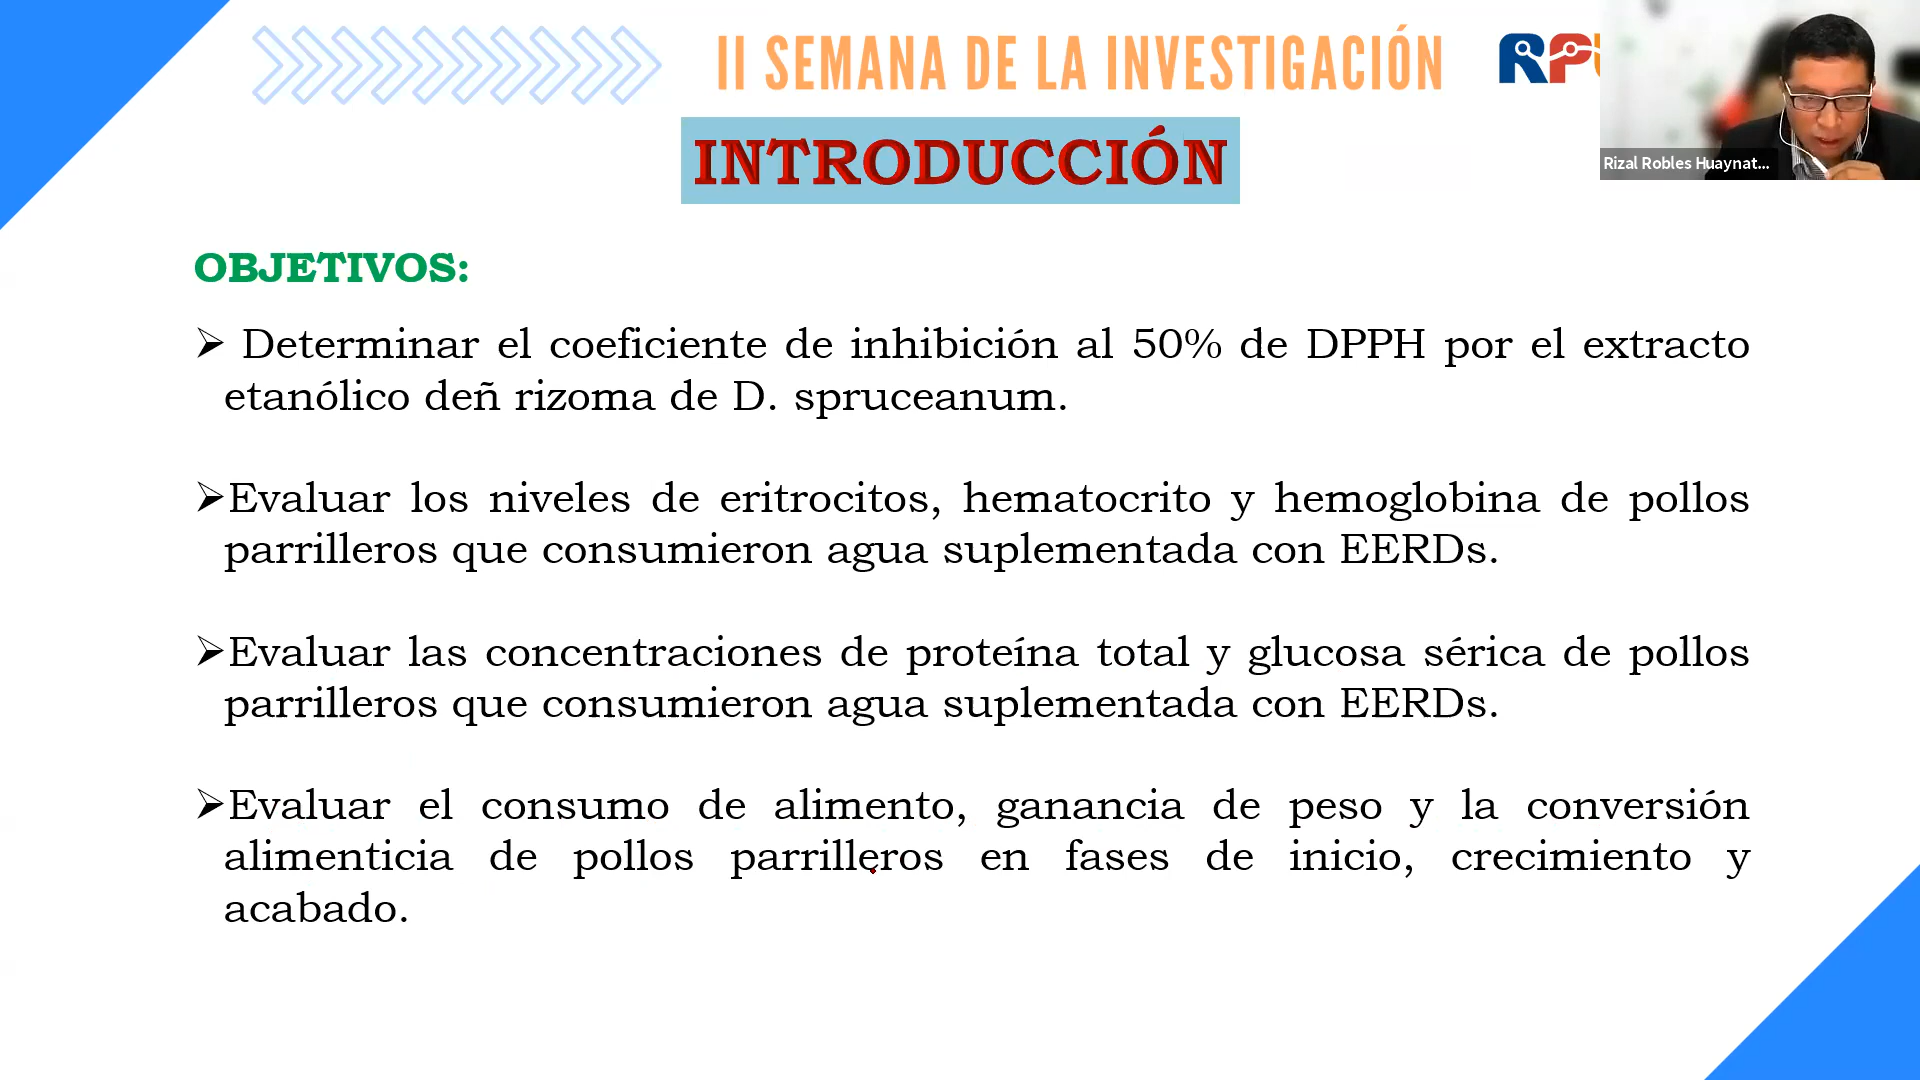 II SEMANA DE LA INVESTIGACIÓN
RP
Rizal Robles Huaynat...
INTRODUCCIÓN
OBJETIVOS:
➢ Determinar el coeficiente de inhibición al 50% de DPPH por el extracto
etanólico deñ rizoma de D. spruceanum.
➢Evaluar los niveles de eritrocitos, hematocrito y hemoglobina de pollos
parrilleros que consumieron agua suplementada con EERDs.
➢Evaluar las concentraciones de proteína total y glucosa sérica de pollos
parrilleros que consumieron agua suplementada con EERDs.
➢Evaluar el consumo de alimento, ganancia de peso y la conversión
alimenticia de pollos parrilleros en fases de inicio, crecimiento y
acabado.